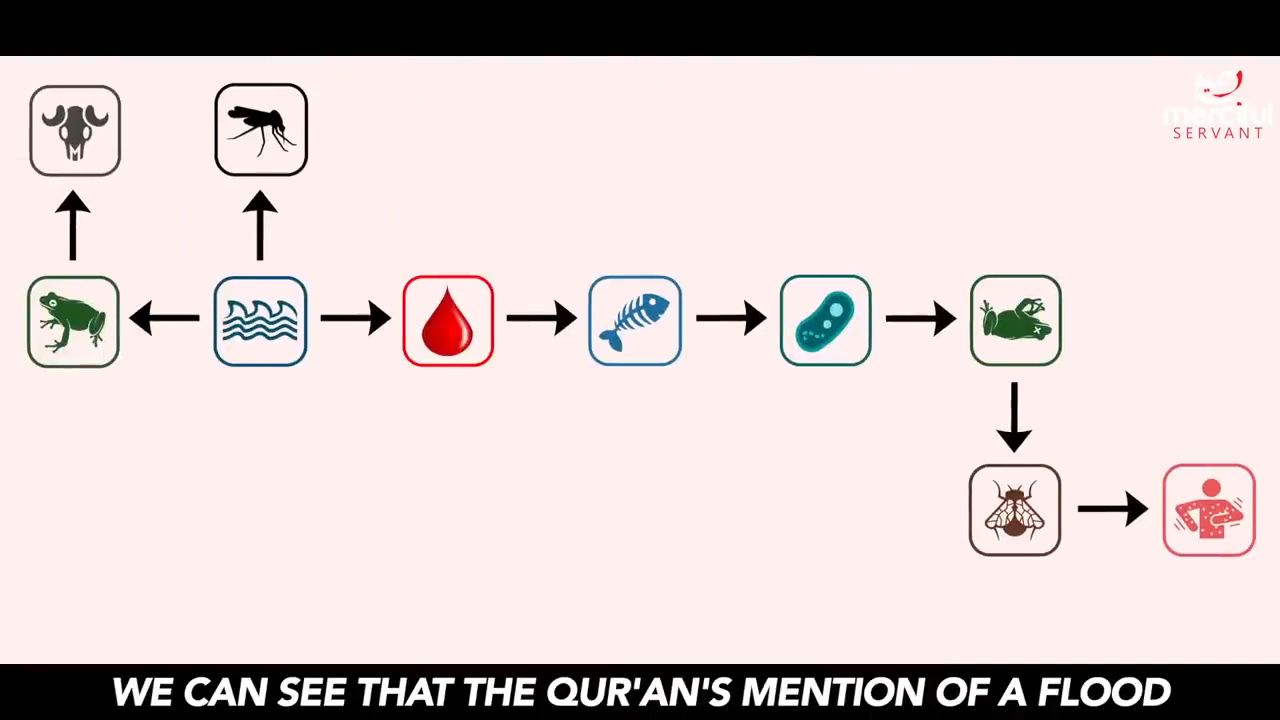 merciful
SERVANT
WE CAN SEE THAT THE QUR'AN'S MENTION OF A FLOOD